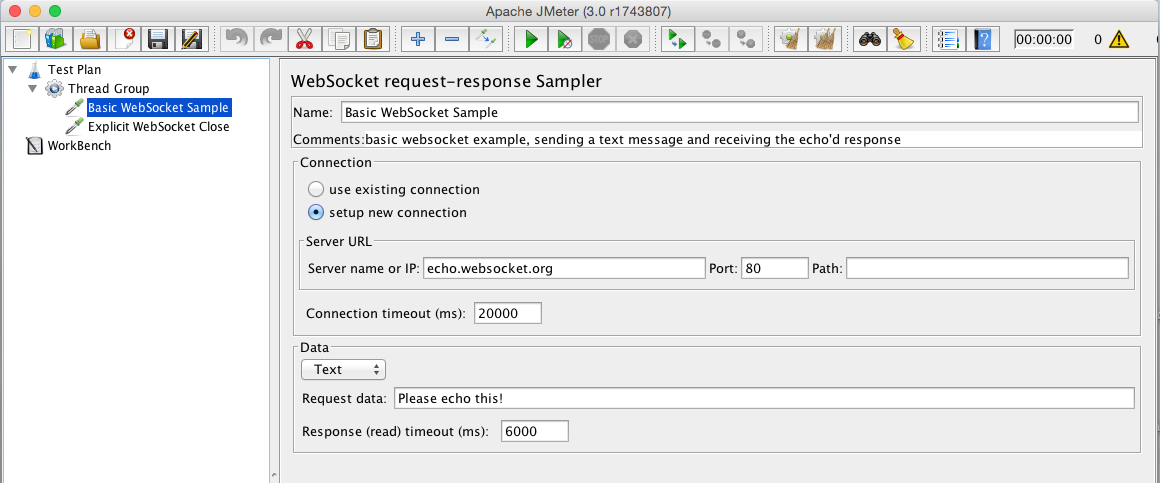 Apache JMeter (3.0 r1743807)
00:00:00 0
Test Plan
Thread Group
Basic WebSocket Sample
Explicit WebSocket Close
WorkBench
WebSocket request-response Sampler
Name: Basic WebSocket Sample
Comments:basic websocket example, sending a text message and receiving the echo'd response
Connection
use existing connection
setup new connection
Server URL
Server name or IP: echo.websocket.org Port: 80 Path:
Connection timeout (ms): 20000
Data
Text
Request data: Please echo this!
Response (read) timeout (ms): 6000